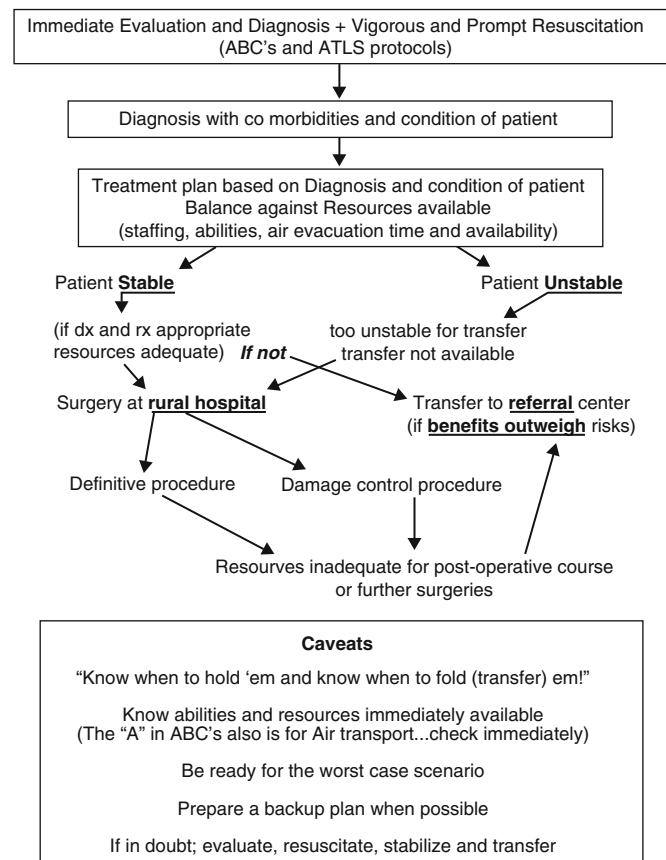 Immediate Evaluation and Diagnosis + Vigorous and Prompt Resuscitation
(ABC's and ATLS protocols)
Diagnosis with co morbidities and condition of patient
Treatment plan based on Diagnosis and condition of patient
Balance against Resources available
(staffing, abilities, air evacuation time and availability)
Patient Stable
Patient Unstable
(if dx and rx appropriate
resources adequate)
If not
too unstable for transfer
transfer not available
Surgery at rural hospital
Transfer to referral center
(if benefits outweigh risks)
Definitive procedure
Damage control procedure
Resourves inadequate for post-operative course
or further surgeries
Caveats
“Know when to hold ‘em and know when to fold (transfer) em!”
Know abilities and resources immediately available
(The “A” in ABC’s also is for Air transport...check immediately)
Be ready for the worst case scenario
Prepare a backup plan when possible
If in doubt; evaluate, resuscitate, stabilize and transfer